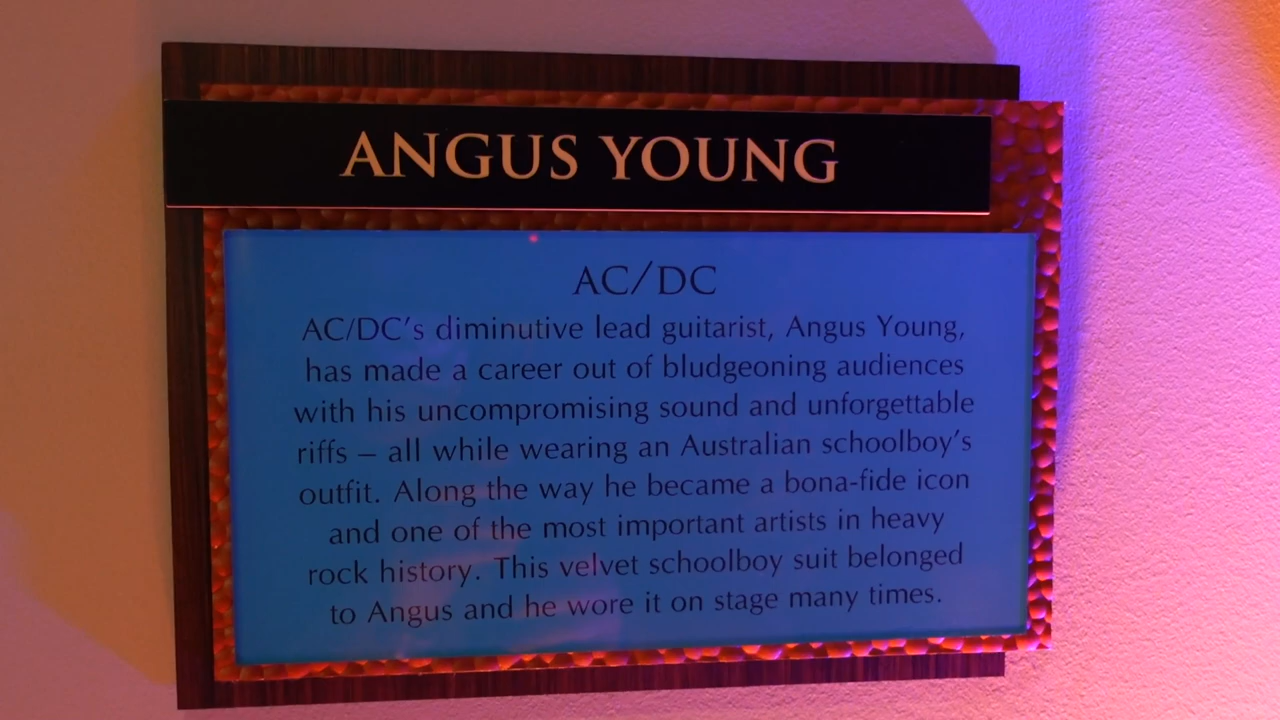 ANGUS YOUNG
AC/DC
AC/DC's diminutive lead guitarist, Angus Young,
has made a career out of bludgeoning audiences
with his uncompromising sound and unforgettable
riffs – all while wearing an Australian schoolboy's
outfit. Along the way he became a bona-fide icon
and one of the most important artists in heavy
rock history. This velvet schoolboy suit belonged
to Angus and he wore it on stage many times.